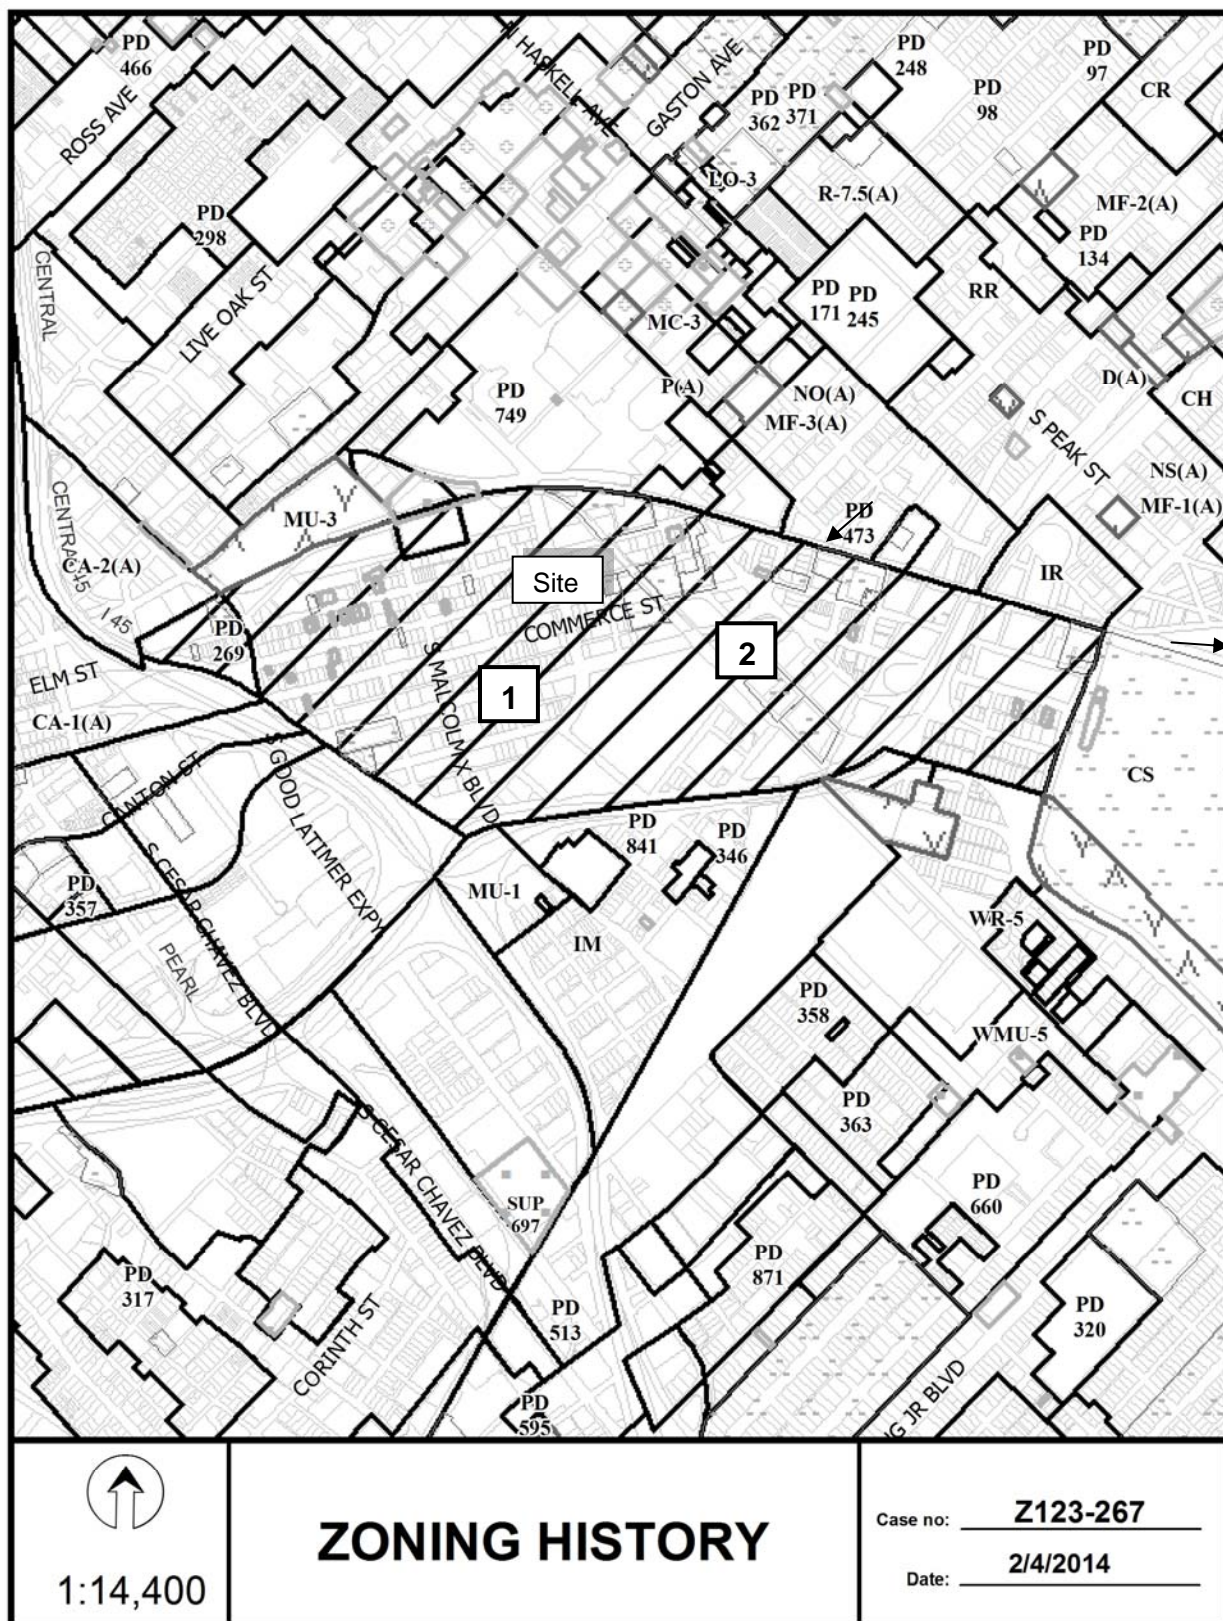 PD
466
ROSS AVE
HASKELL AVE
GASTON AVE
PD
362
PD
371
PD
248
PD
98
PD
97
CR
LO-3
R-7.5(A)
MF-2(A)
PD
134
PD
298
CENTRAL
LIVE OAK ST
MC-3
PD
171
PD
245
RR
D(A)
CH
PD
749
P(A)
NO(A)
MF-3(A)
S PEAK ST
NS(A)
MF-1(A)
CENTRAL
MU-3
PD
473
CA-2(A)
45
I 45
Site
IR
COMMERCE ST
PD
269
ELM ST
CA-1(A)
S MALCOLM X BLVD
1
2
CS
CANTON ST
S GOOD LATIMER EXPY
PD
841
PD
346
PD
357
S CESAR CHAVEZ BLVD
MU-1
IM
WR-5
PEARL
PD
358
WMU-5
PD
363
S CESAR CHAVEZ BLVD
SUP
697
PD
660
PD
317
PD
871
CORINTH ST
PD
513
PD
320
PD
595
NG JR BLVD
1:14,400
ZONING HISTORY
Case no: Z123-267
Date: 2/4/2014